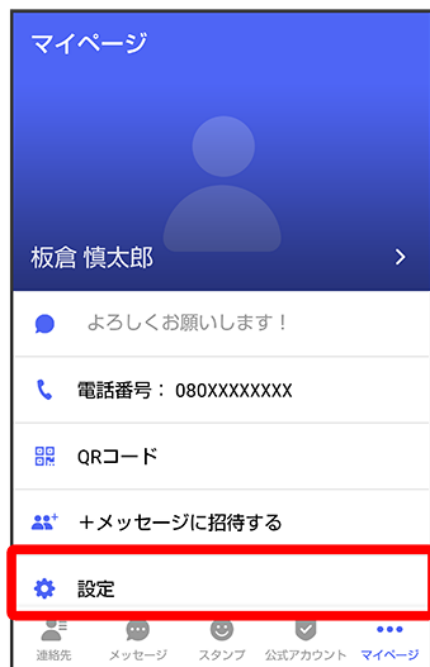 マイページ
板倉 慎太郎
よろしくお願いします！
電話番号： 080XXXXXXXX
QRコード
＋メッセージに招待する
設定
連絡先 メッセージ スタンプ 公式アカウント マイページ